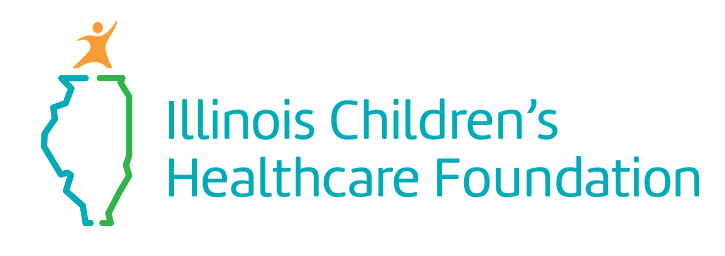 Illinois Children’s
Healthcare Foundation